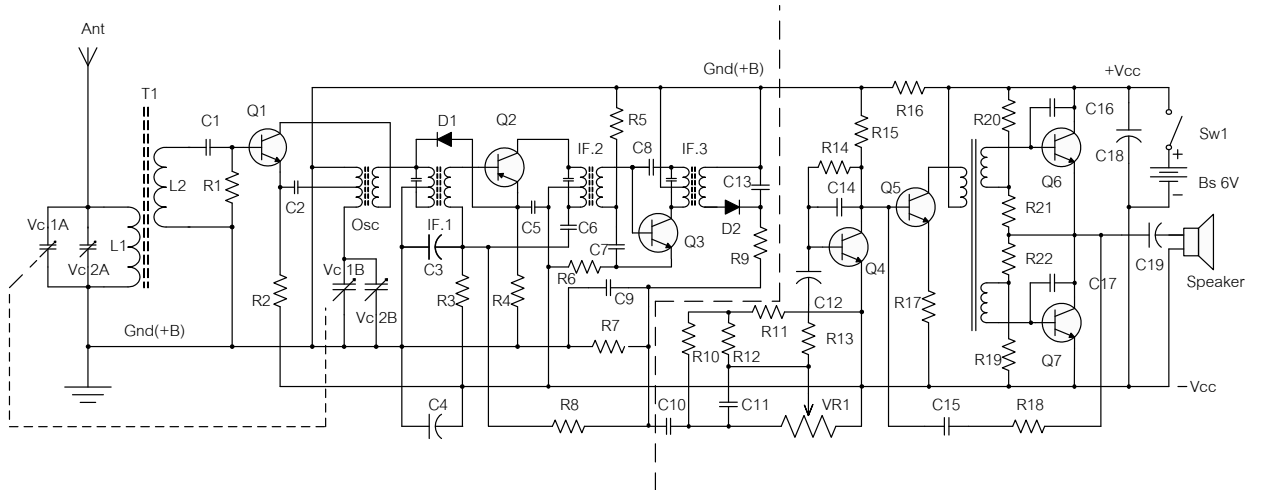 Ant
Gnd(+B)
+Vcc
T1
Q1
D1
Q2
R5
R16
C16
C1
R20
Sw1
R15
IF.2
C8
IF.3
R14
C18
+
L2
R1
C13
C14
Q5
Q6
Bs 6V
−
C2
Osc
IF.1
C5
C6
D2
R21
Vc 1A
L1
Q3
C7
R9
Q4
R22
C19
Vc 2A
C3
Vc 1B
R6
C17
Speaker
R2
R3
R4
C9
C12
R17
Vc 2B
Gnd(+B)
R7
R11
R13
R10
R12
R19
Q7
−Vcc
C4
R8
C10
C11
VR1
C15
R18